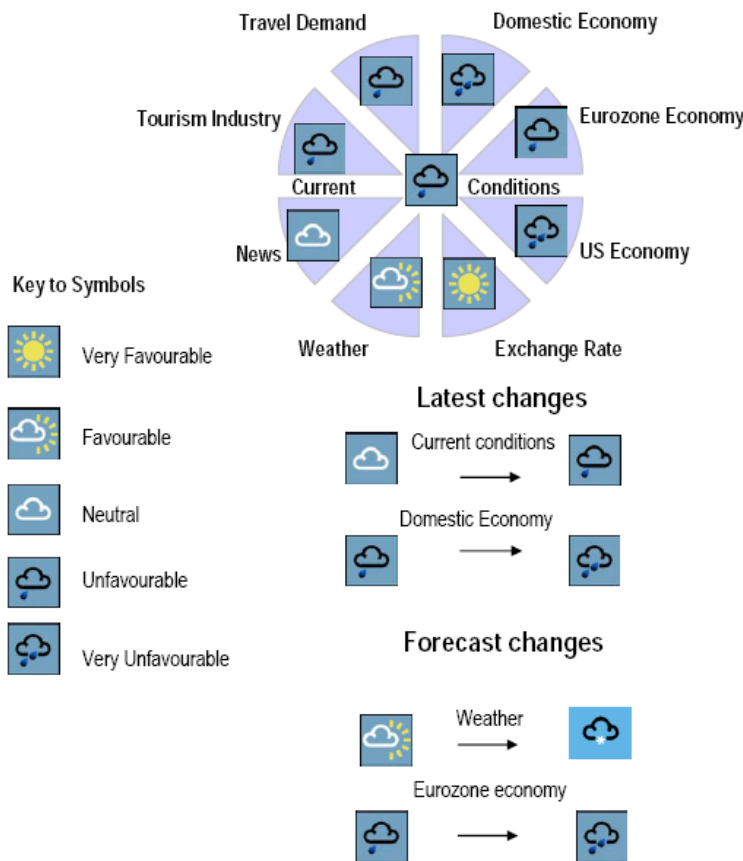 Travel Demand
Domestic Economy
Tourism Industry
Eurozone Economy
Current
Conditions
News
US Economy
Weather
Exchange Rate
Key to Symbols
Very Favourable
Favourable
Neutral
Unfavourable
Very Unfavourable
Latest changes
Current conditions
Domestic Economy
Forecast changes
Weather
Eurozone economy